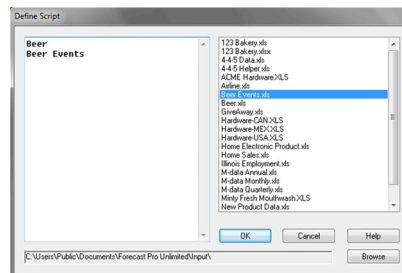 Define Script
Beer
Beer Events
123 Bakery.xls
123 Bakery.xlsx
4-4-5 Data.xls
4-4-5 Helper.xls
ACME Hardware.XLS
Airline.xls
Beer Events.xls
Beer.xls
GiveAway.xls
Hardware-CAN.XLS
Hardware-MEX.XLS
Hardware-USA.XLS
Home Electronic Product.xls
Home Sales.xls
Illinois Employment.xls
M-data Annual.xls
M-data Monthly.xls
M-data Quarterly.xls
Minty Fresh Mouthwash.XLS
New Product Data.xls
OK
Cancel
Help
C:\Users\Public\Documents\Forecast Pro Unlimited\Input\
Browse